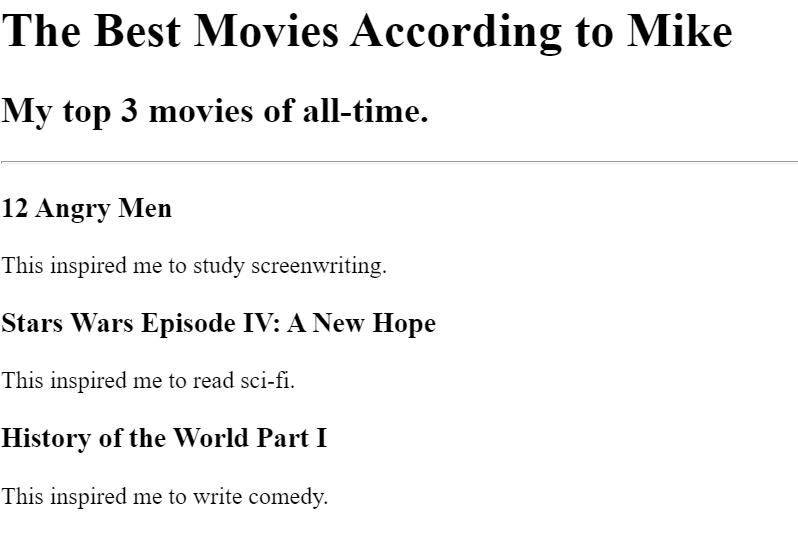 The Best Movies According to Mike
My top 3 movies of all-time.
12 Angry Men
This inspired me to study screenwriting.
Stars Wars Episode IV: A New Hope
This inspired me to read sci-fi.
History of the World Part I
This inspired me to write comedy.